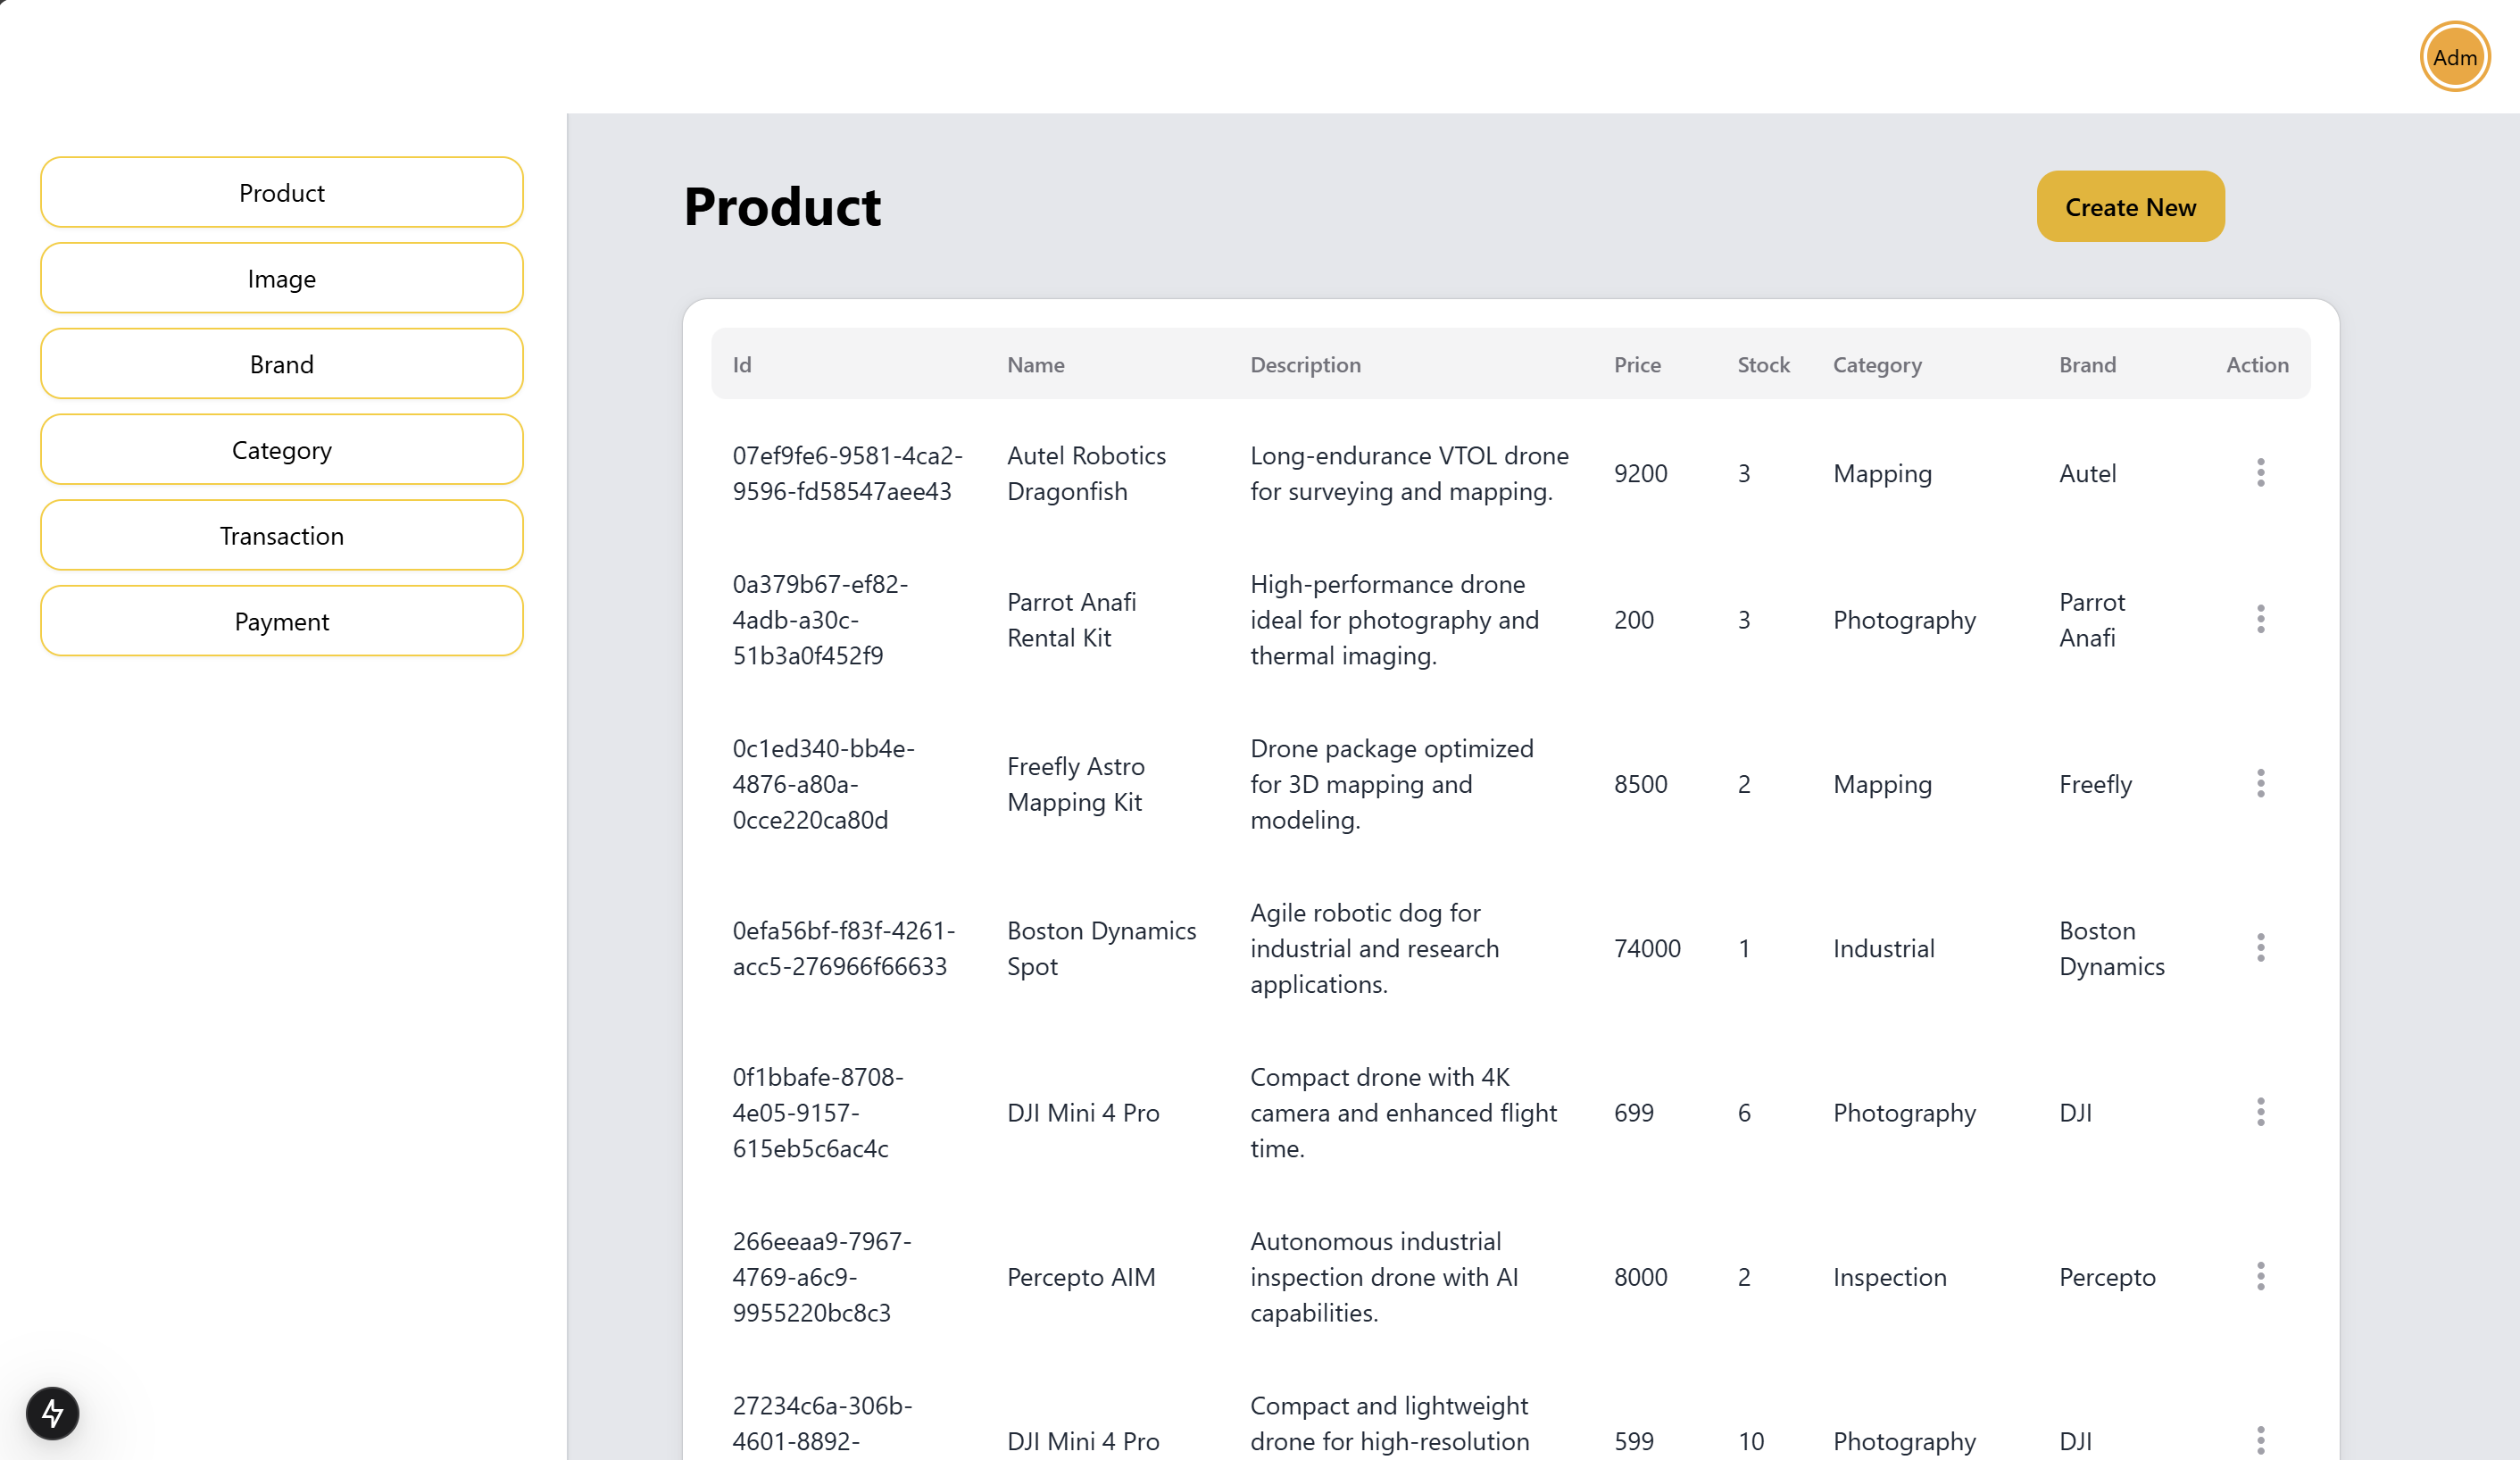 Adm
Product
Image
Brand
Category
Transaction
Payment
Product
Create New
Id Name Description Price Stock Category Brand Action
07ef9fe6-9581-4ca2-
9596-fd58547aee43
Autel Robotics
Dragonfish
Long-endurance VTOL drone
for surveying and mapping.
9200
3
Mapping
Autel
0a379b67-ef82-
4adb-a30c-
51b3a0f452f9
Parrot Anafi
Rental Kit
High-performance drone
ideal for photography and
thermal imaging.
200
3
Photography
Parrot
Anafi
0c1ed340-bb4e-
4876-a80a-
0cce220ca80d
Freefly Astro
Mapping Kit
Drone package optimized
for 3D mapping and
modeling.
8500
2
Mapping
Freefly
0efa56bf-f83f-4261-
acc5-276966f66633
Boston Dynamics
Spot
Agile robotic dog for
industrial and research
applications.
74000
1
Industrial
Boston
Dynamics
0f1bbafe-8708-
4e05-9157-
615eb5c6ac4c
DJI Mini 4 Pro
Compact drone with 4K
camera and enhanced flight
time.
699
6
Photography
DJI
266eeaa9-7967-
4769-a6c9-
9955220bc8c3
Percepto AIM
Autonomous industrial
inspection drone with AI
capabilities.
8000
2
Inspection
Percepto
27234c6a-306b-
4601-8892-
DJI Mini 4 Pro
Compact and lightweight
drone for high-resolution
599
10
Photography
DJI